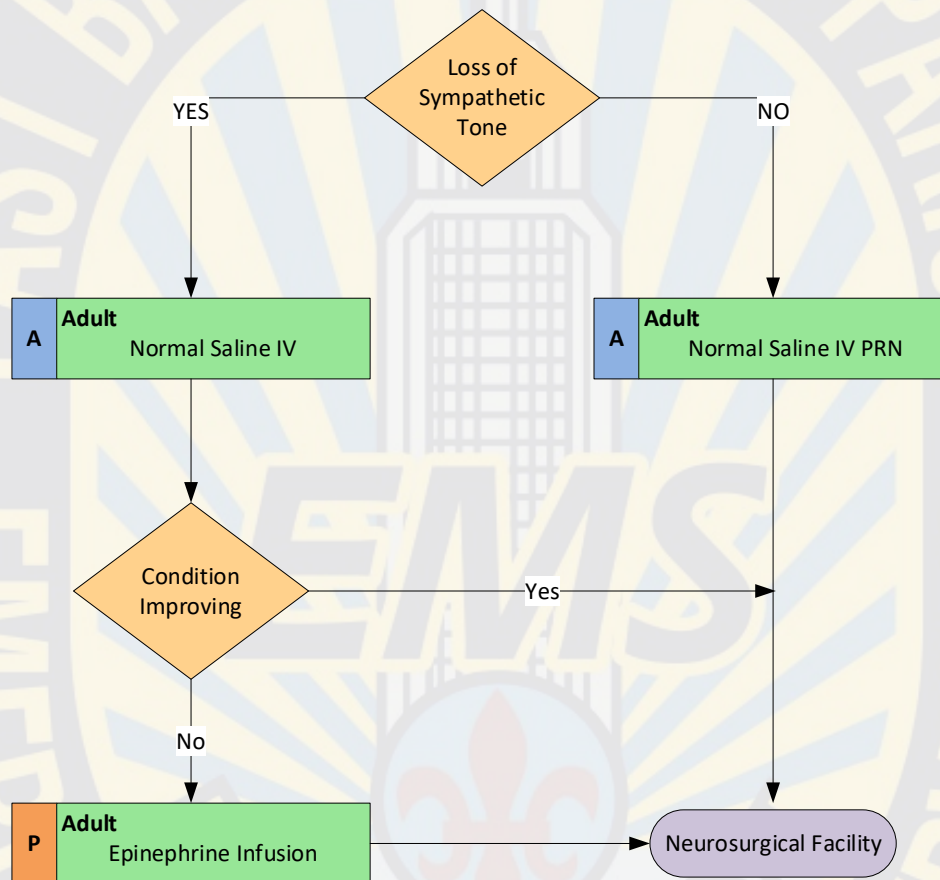 Loss of
Sympathetic
Tone
YES
NO
A
Adult
Normal Saline IV
A
Adult
Normal Saline IV PRN
EMS
Condition
Improving
Yes
No
P
Adult
Epinephrine Infusion
Neurosurgical Facility